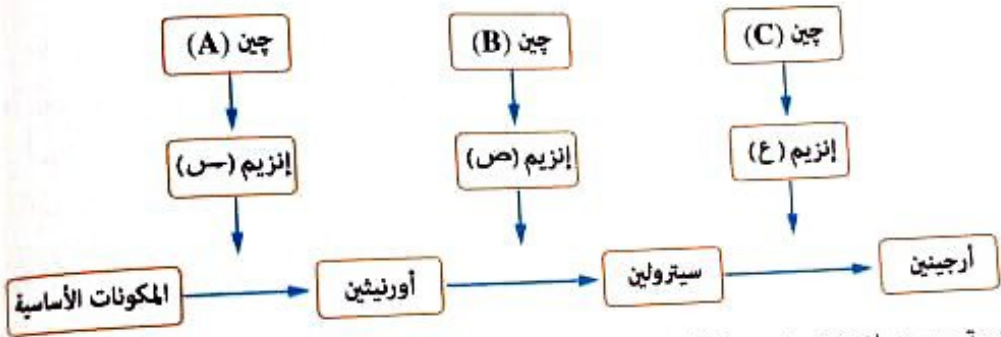 چين (A)
چين (B)
چين (C)
إنزيم (س)
إنزيم (ص)
إنزيم (ع)
المكونات الأساسية
أورنيثين
سيترولين
أرجينين